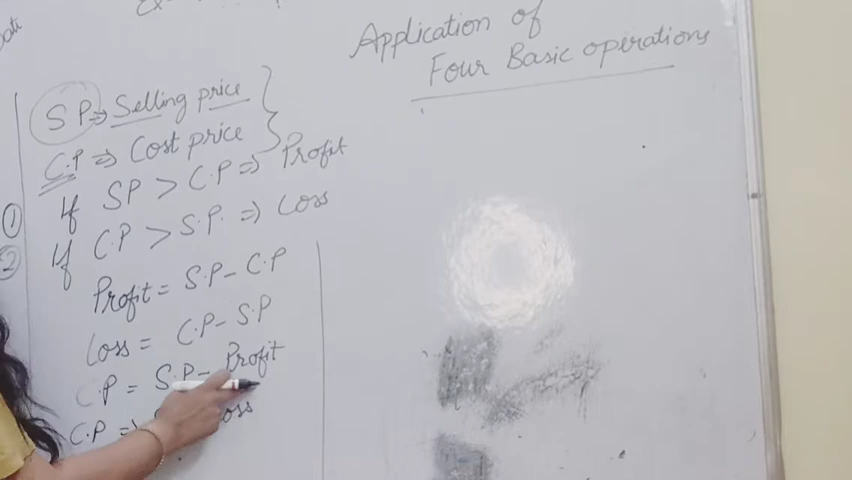 Application of
Four Basic operations
SP ⇒ Selling price
C.P ⇒ Cost price
① If SP > C.P ⇒ Profit
② If C.P > S.P. ⇒ Loss
Profit = S.P - C.P
Loss = C.P - S.P
C.P = S.P - Profit
C.P ⇒